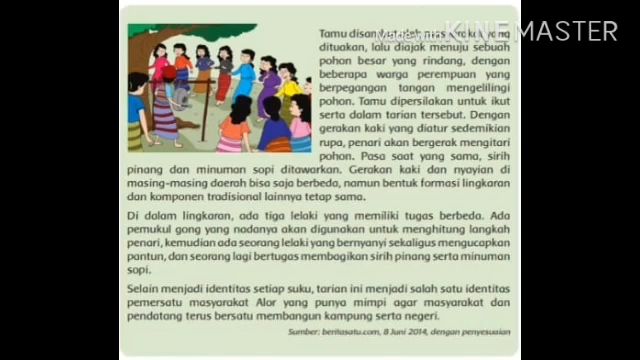 Tamu disambut oleh masyarakat yang
dituakan, lalu diajak menuju sebuah
pohon besar yang rindang, dengan
beberapa warga perempuan yang
berpegangan tangan mengelilingi
pohon. Tamu dipersilakan untuk ikut
serta dalam tarian tersebut. Dengan
gerakan kaki yang diatur sedemikian
rupa, penari akan bergerak mengitari
pohon. Pasa saat yang sama, sirih
pinang dan minuman sopi ditawarkan. Gerakan kaki dan nyayian di
masing-masing daerah bisa saja berbeda, namun bentuk formasi lingkaran
dan komponen tradisional lainnya tetap sama.
Di dalam lingkaran, ada tiga lelaki yang memiliki tugas berbeda. Ada
pemukul gong yang nadanya akan digunakan untuk menghitung langkah
penari, kemudian ada seorang lelaki yang bernyanyi sekaligus mengucapkan
pantun, dan seorang lagi bertugas membagikan sirih pinang serta minuman
sopi.
Selain menjadi identitas setiap suku, tarian ini menjadi salah satu identitas
pemersatu masyarakat Alor yang punya mimpi agar masyarakat dan
pendatang terus bersatu membangun kampung serta negeri.
Sumber: beritasatu.com, 8 Juni 2014, dengan penyesuaian
KINEMASTER